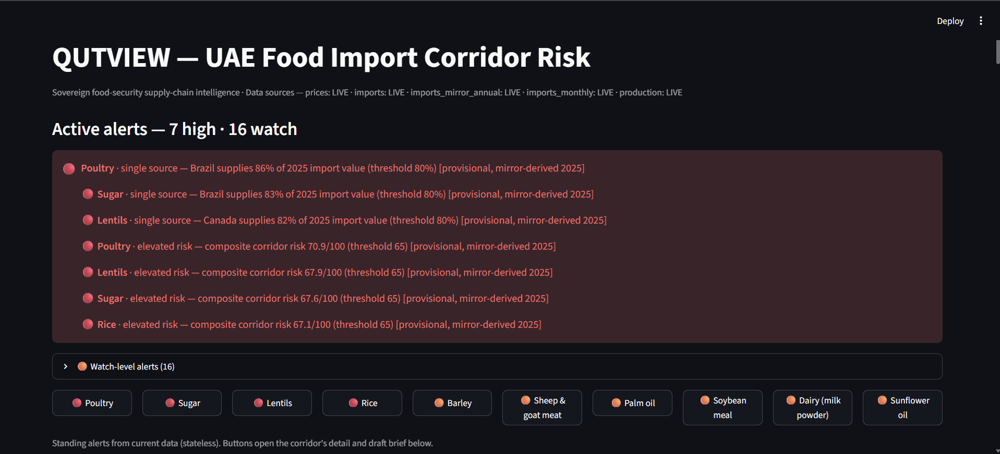 Deploy
QUTVIEW — UAE Food Import Corridor Risk
Sovereign food-security supply-chain intelligence · Data sources — prices: LIVE · imports: LIVE · imports_mirror_annual: LIVE · imports_monthly: LIVE · production: LIVE
Active alerts — 7 high · 16 watch
Poultry · single source — Brazil supplies 86% of 2025 import value (threshold 80%) [provisional, mirror-derived 2025]
Sugar · single source — Brazil supplies 83% of 2025 import value (threshold 80%) [provisional, mirror-derived 2025]
Lentils · single source — Canada supplies 82% of 2025 import value (threshold 80%) [provisional, mirror-derived 2025]
Poultry · elevated risk — composite corridor risk 70.9/100 (threshold 65) [provisional, mirror-derived 2025]
Lentils · elevated risk — composite corridor risk 67.9/100 (threshold 65) [provisional, mirror-derived 2025]
Sugar · elevated risk — composite corridor risk 67.6/100 (threshold 65) [provisional, mirror-derived 2025]
Rice · elevated risk — composite corridor risk 67.1/100 (threshold 65) [provisional, mirror-derived 2025]
Watch-level alerts (16)
Poultry
Sugar
Lentils
Rice
Barley
Sheep &
goat meat
Palm oil
Soybean
meal
Dairy (milk
powder)
Sunflower
oil
Standing alerts from current data (stateless). Buttons open the corridor's detail and draft brief below.